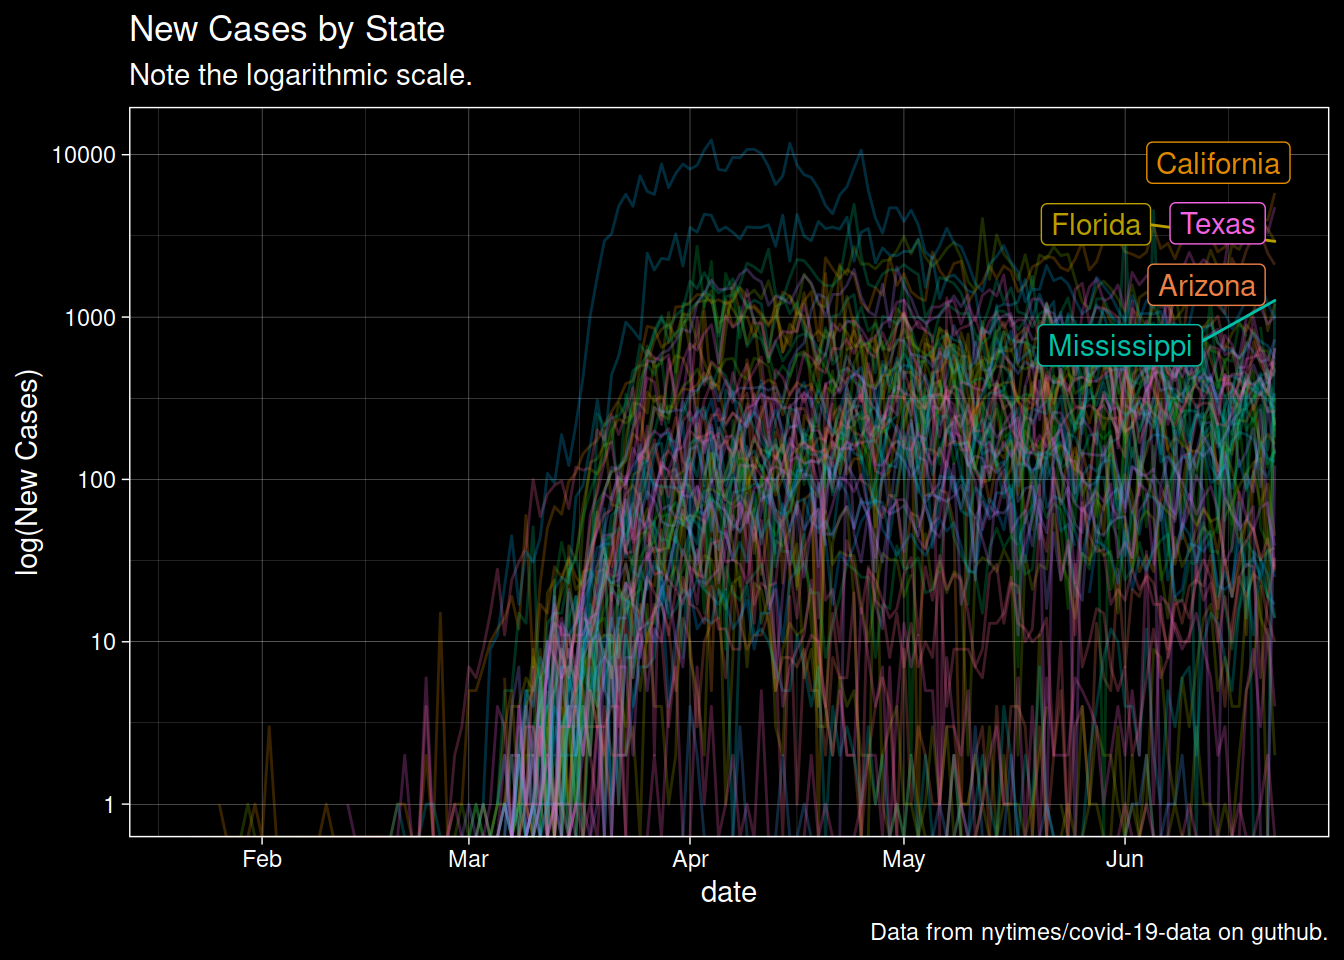 New Cases by State
Note the logarithmic scale.
log(New Cases)
10000
1000
100
10
1
California
Florida
Texas
Arizona
Mississippi
Feb
Mar
Apr
May
Jun
date
Data from nytimes/covid-19-data on guthub.